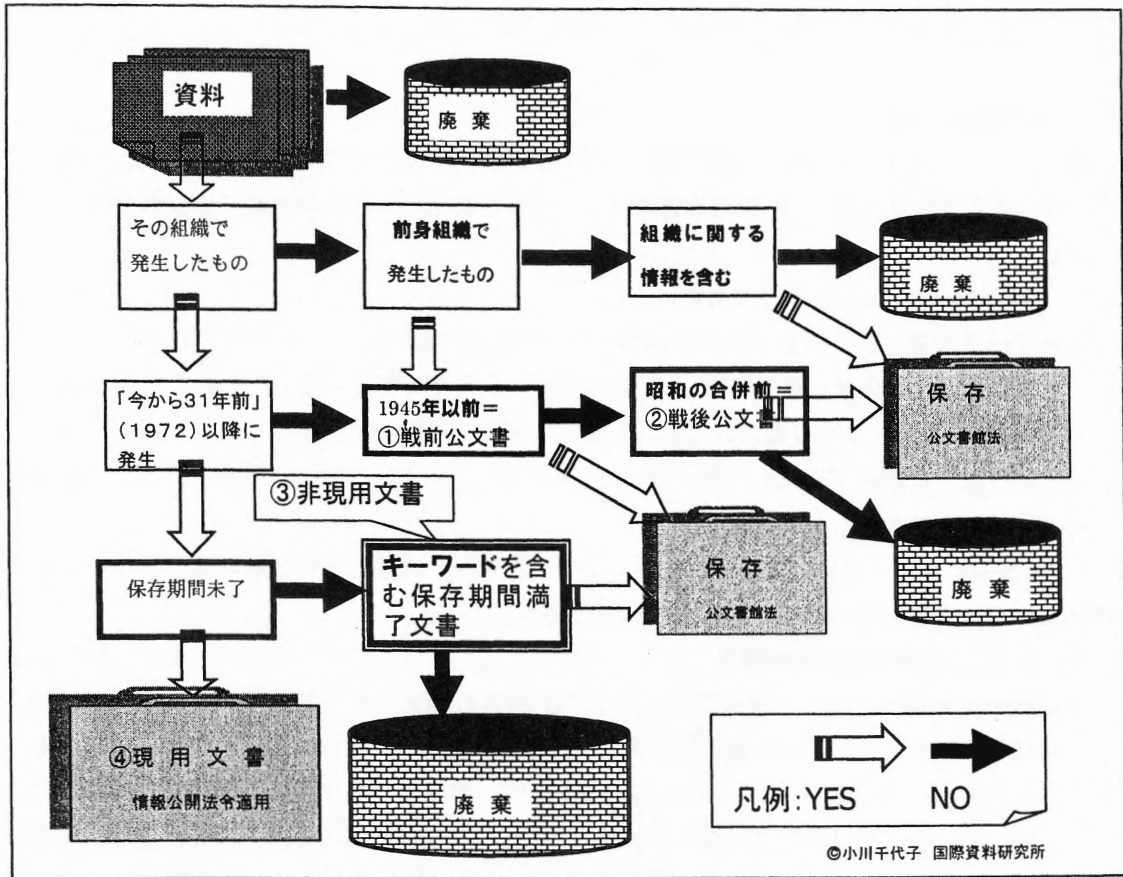 資料
廃棄
その組織で
発生したもの
前身組織で
発生したもの
組織に関する
情報を含む
廃棄
「今から31年前」
(1972)以降に
発生
1945年以前=
①戦前公文書
昭和の合併前=
②戦後公文書
保存
公文書館法
③非現用文書
保存期間未了
キーワードを含
む保存期間満
了文書
保存
公文書館法
廃棄
④現用文書
情報公開法令適用
廃棄
凡例:YES NO
©小川千代子 国際資料研究所